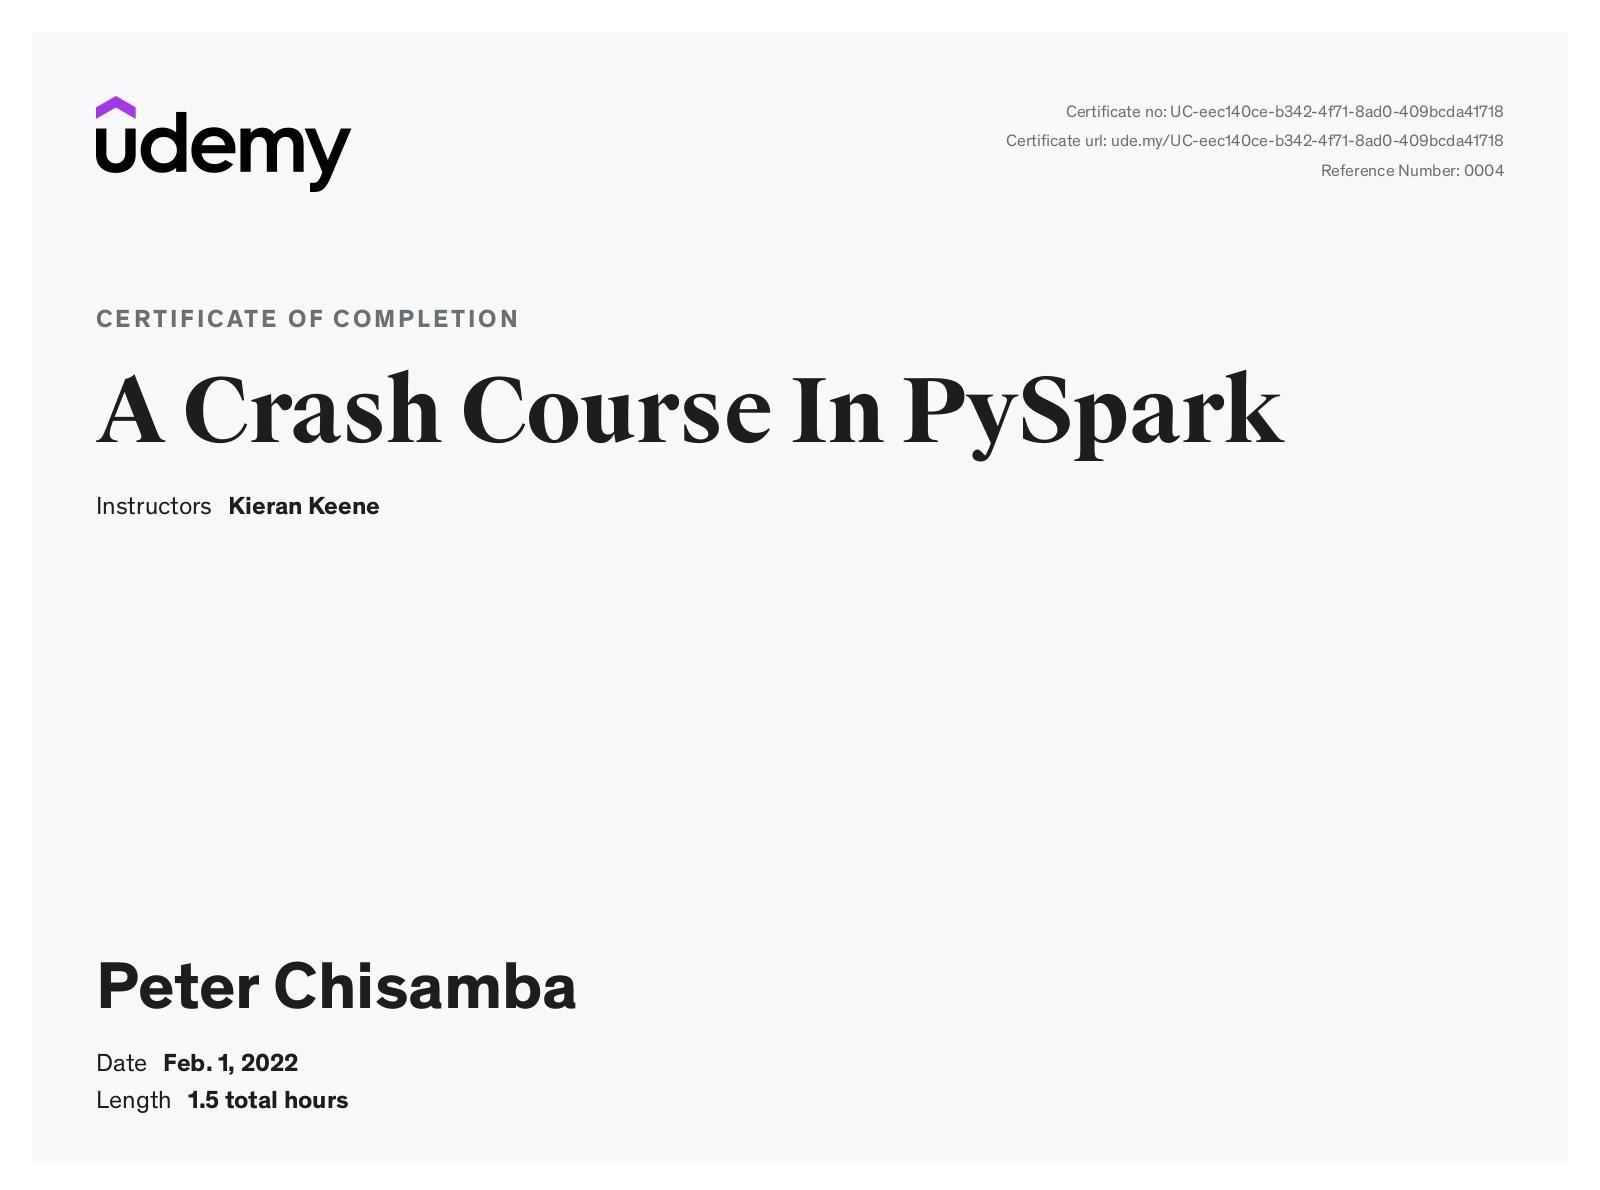 udemy
Certificate no: UC-eec140ce-b342-4f71-8ad0-409bcda41718
Certificate url: ude.my/UC-eec140ce-b342-4f71-8ad0-409bcda41718
Reference Number: 0004
CERTIFICATE OF COMPLETION
A Crash Course In PySpark
Instructors Kieran Keene
Peter Chisamba
Date Feb. 1, 2022
Length 1.5 total hours